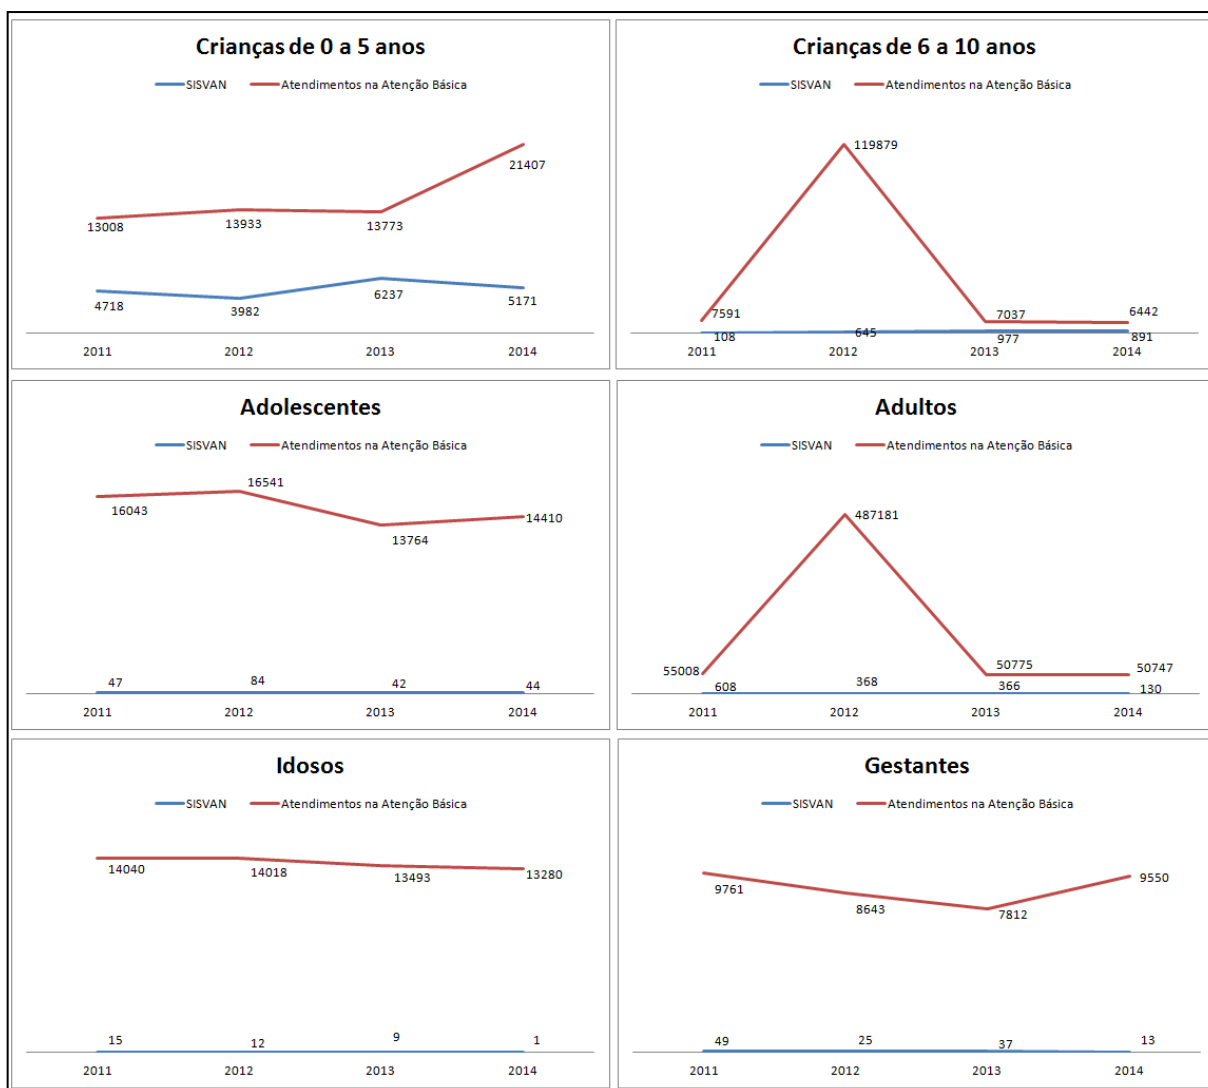 Crianças de 0 a 5 anos
SISVAN Atendimentos na Atenção Básica
21407
13008 13933 13773
4718 3982 6237 5171
2011 2012 2013 2014
Crianças de 6 a 10 anos
SISVAN Atendimentos na Atenção Básica
119879
7591 7037 6442
108 645 977 891
2011 2012 2013 2014
Adolescentes
SISVAN Atendimentos na Atenção Básica
16043 16541 13764 14410
47 84 42 44
2011 2012 2013 2014
Adultos
SISVAN Atendimentos na Atenção Básica
487181
55008 50775 50747
608 368 366 130
2011 2012 2013 2014
Idosos
SISVAN Atendimentos na Atenção Básica
14040 14018 13493 13280
15 12 9 1
2011 2012 2013 2014
Gestantes
SISVAN Atendimentos na Atenção Básica
9761 8643 7812 9550
49 25 37 13
2011 2012 2013 2014